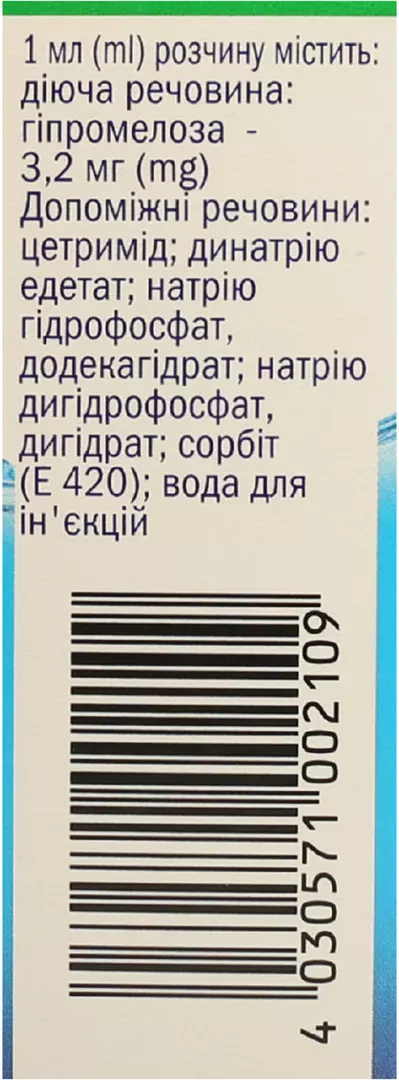 1 мл (ml) розчину містить:
діюча речовина:
гіпромелоза -
3,2 мг (mg)
Допоміжні речовини:
цетримід; динатрію
едетат; натрію
гідрофосфат,
додекагідрат; натрію
дигідрофосфат,
дигідрат; сорбіт
(Е 420); вода для
ін'єкцій
4 030571 002109